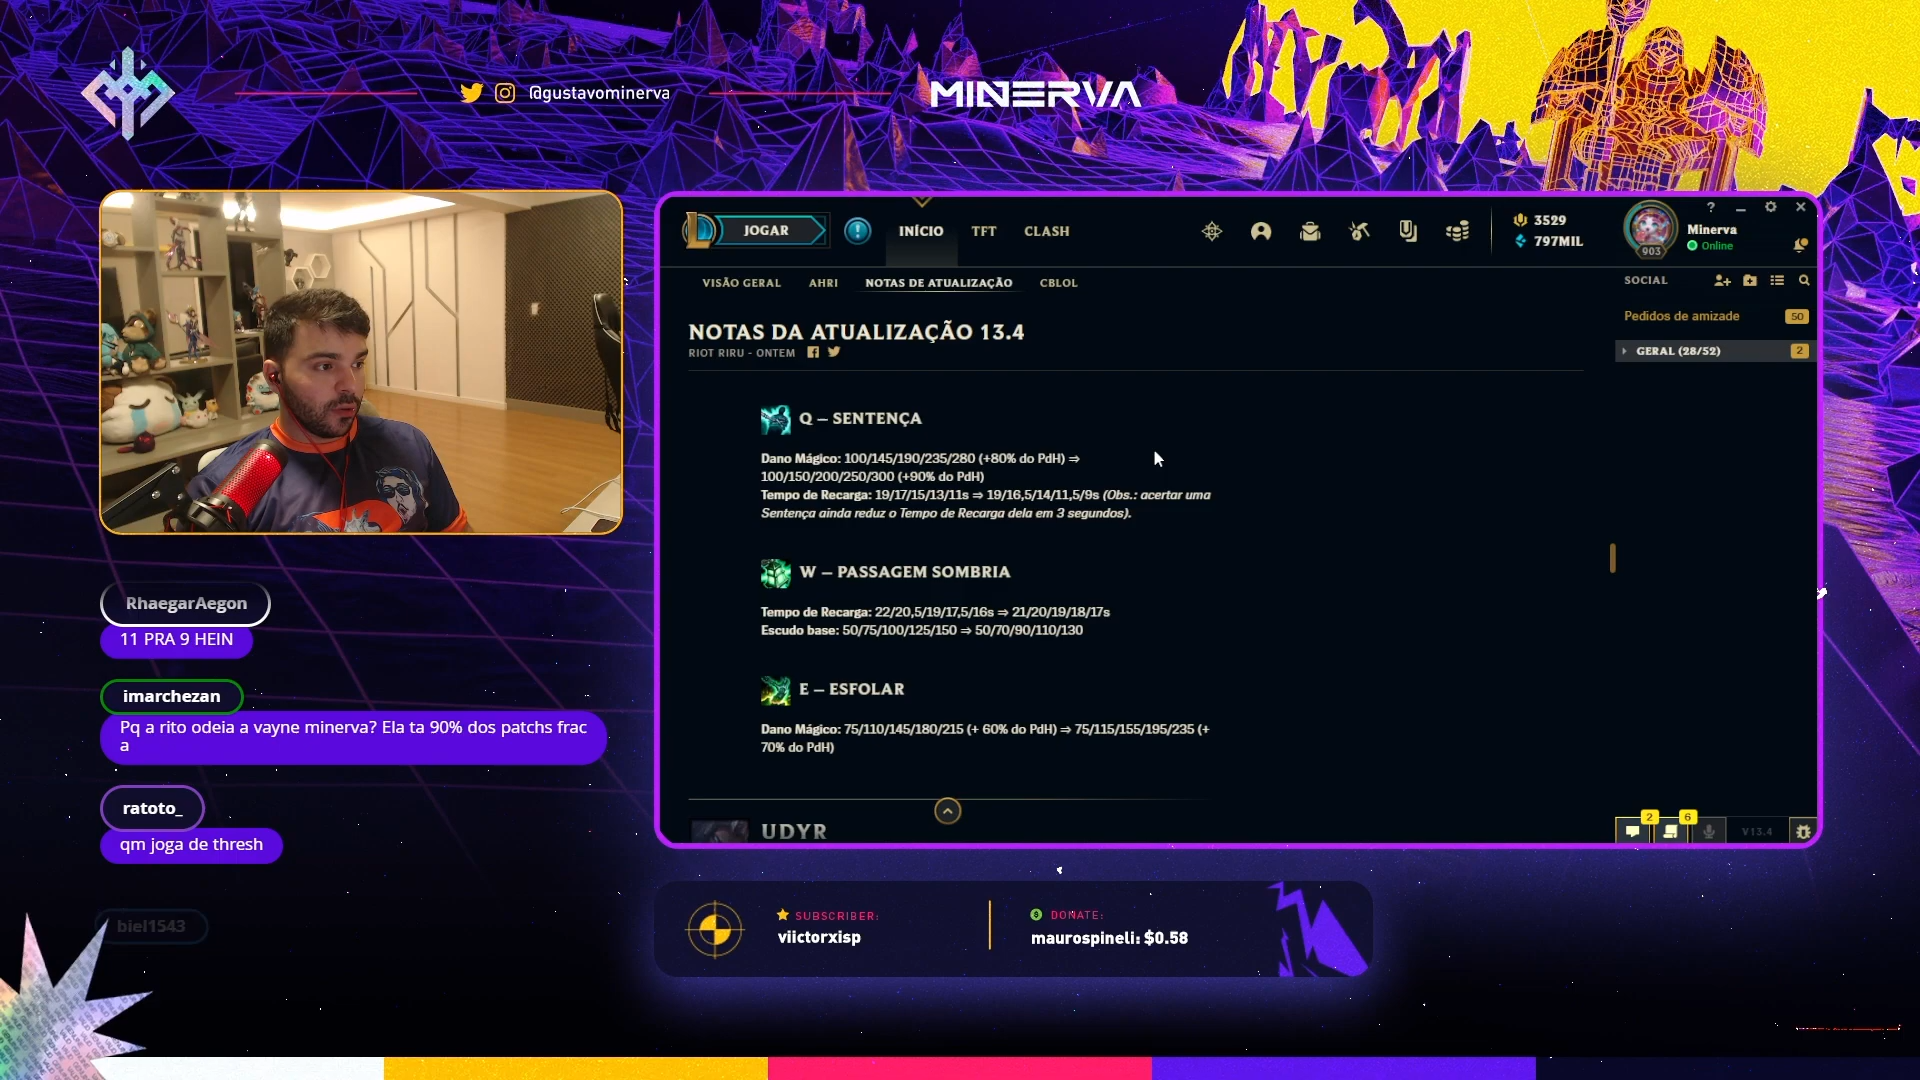 @gustavominerva
MINERVA
JOGAR
INÍCIO
TFT
CLASH
3529
797MIL
903
Minerva
Online
?
VISÃO GERAL
AHRI
NOTAS DE ATUALIZAÇÃO
CBLOL
SOCIAL
Pedidos de amizade
50
GERAL (28/52)
2
NOTAS DA ATUALIZAÇÃO 13.4
RIOT RIRU - ONTEM
Q – SENTENÇA
Dano Mágico: 100/145/190/235/280 (+80% do PdH) ⇒
100/150/200/250/300 (+90% do PdH)
Tempo de Recarga: 19/17/15/13/11s ⇒ 19/16,5/14/11,5/9s (Obs.: acertar uma
Sentença ainda reduz o Tempo de Recarga dela em 3 segundos).
W – PASSAGEM SOMBRIA
Tempo de Recarga: 22/20,5/19/17,5/16s ⇒ 21/20/19/18/17s
Escudo base: 50/75/100/125/150 ⇒ 50/70/90/110/130
E – ESFOLAR
Dano Mágico: 75/110/145/180/215 (+ 60% do PdH) ⇒ 75/115/155/195/235 (+
70% do PdH)
UDYR
2
6
V13.4
RhaegarAegon
11 PRA 9 HEIN
imarchezan
Pq a rito odeia a vayne minerva? Ela ta 90% dos patchs frac
a
ratoto_
qm joga de thresh
biel1543
SUBSCRIBER:
viictorxisp
DONATE:
maurospineli: $0.58